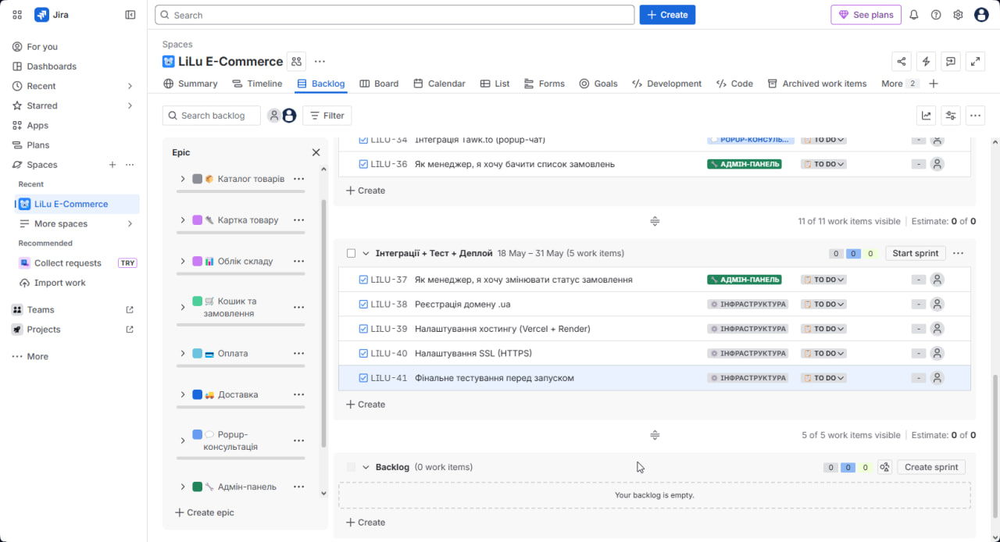 Jira
Search
Create
See plans
For you
Dashboards
Recent
Starred
Apps
Plans
Spaces
Recent
LiLu E-Commerce
More spaces
Recommended
Collect requests TRY
Import work
Teams
Projects
More
Spaces
LiLu E-Commerce
Summary Timeline Backlog Board Calendar List Forms Goals Development Code Archived work items More 2
Search backlog Filter
Epic
Каталог товарів
Картка товару
Облік складу
Кошик та
замовлення
Оплата
Доставка
Popup-
консультація
Адмін-панель
Create epic
LILU-34 Інтеграція Tawk.to (popup-чат) POPUP-КОНСУЛЬ... TO DO -
LILU-36 Як менеджер, я хочу бачити список замовлень АДМІН-ПАНЕЛЬ TO DO -
Create
11 of 11 work items visible Estimate: 0 of 0
Інтеграції + Тест + Деплой 18 May – 31 May (5 work items) 0 0 0 Start sprint
LILU-37 Як менеджер, я хочу змінювати статус замовлення АДМІН-ПАНЕЛЬ TO DO -
LILU-38 Реєстрація домену .ua ІНФРАСТРУКТУРА TO DO -
LILU-39 Налаштування хостингу (Vercel + Render) ІНФРАСТРУКТУРА TO DO -
LILU-40 Налаштування SSL (HTTPS) ІНФРАСТРУКТУРА TO DO -
LILU-41 Фінальне тестування перед запуском ІНФРАСТРУКТУРА TO DO -
Create
5 of 5 work items visible Estimate: 0 of 0
Backlog (0 work items) 0 0 0 Create sprint
Your backlog is empty.
Create